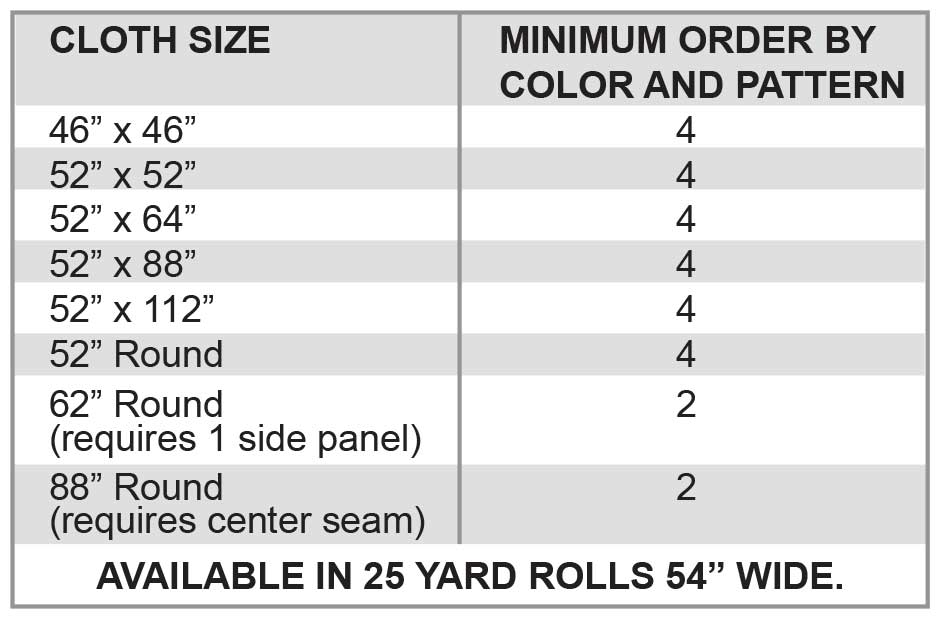 CLOTH SIZE
MINIMUM ORDER BY
COLOR AND PATTERN
46” x 46” 4
52” x 52” 4
52” x 64” 4
52” x 88” 4
52” x 112” 4
52” Round 4
62” Round 2
(requires 1 side panel)
88” Round 2
(requires center seam)
AVAILABLE IN 25 YARD ROLLS 54” WIDE.